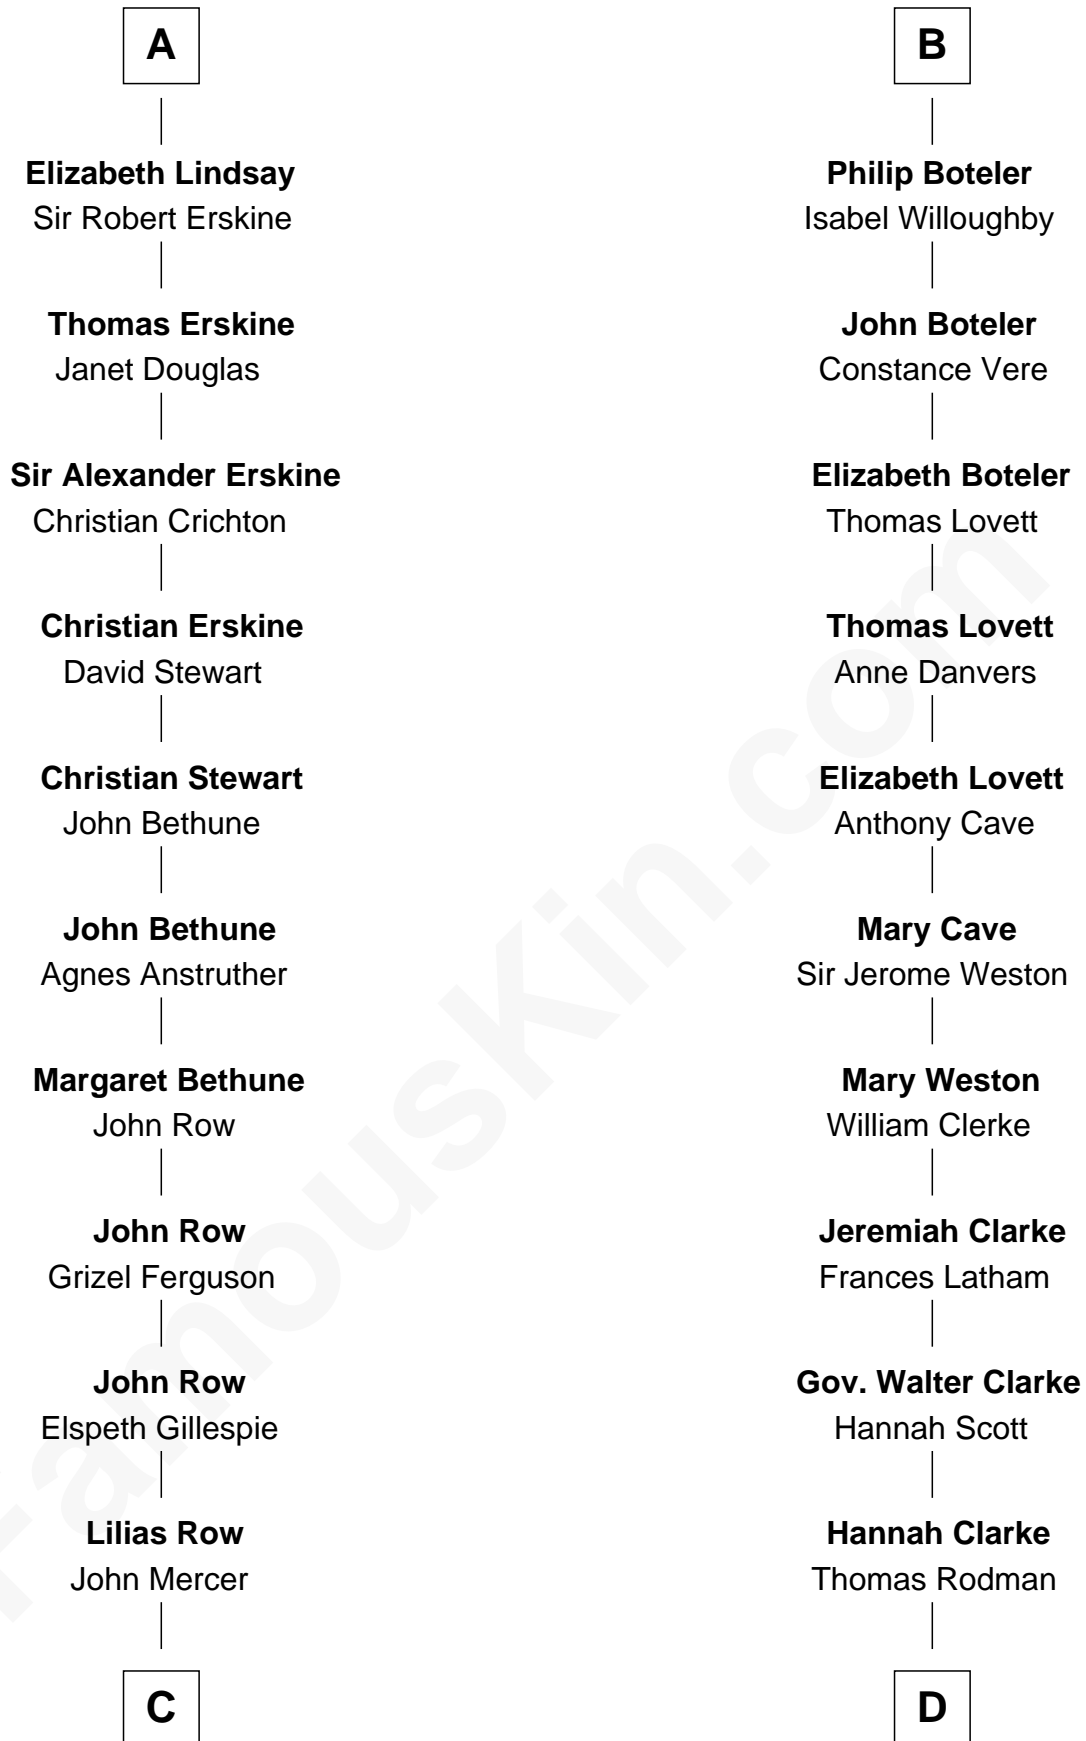 A
Elizabeth Lindsay
Sir Robert Erskine
Thomas Erskine
Janet Douglas
Sir Alexander Erskine
Christian Crichton
Christian Erskine
David Stewart
Christian Stewart
John Bethune
John Bethune
Agnes Anstruther
Margaret Bethune
John Row
John Row
Grizel Ferguson
John Row
Elspeth Gillespie
Lilias Row
John Mercer
C
B
Philip Boteler
Isabel Willoughby
John Boteler
Constance Vere
Elizabeth Boteler
Thomas Lovett
Thomas Lovett
Anne Danvers
Elizabeth Lovett
Anthony Cave
Mary Cave
Sir Jerome Weston
Mary Weston
William Clerke
Jeremiah Clarke
Frances Latham
Gov. Walter Clarke
Hannah Scott
Hannah Clarke
Thomas Rodman
D
FamousKin.com